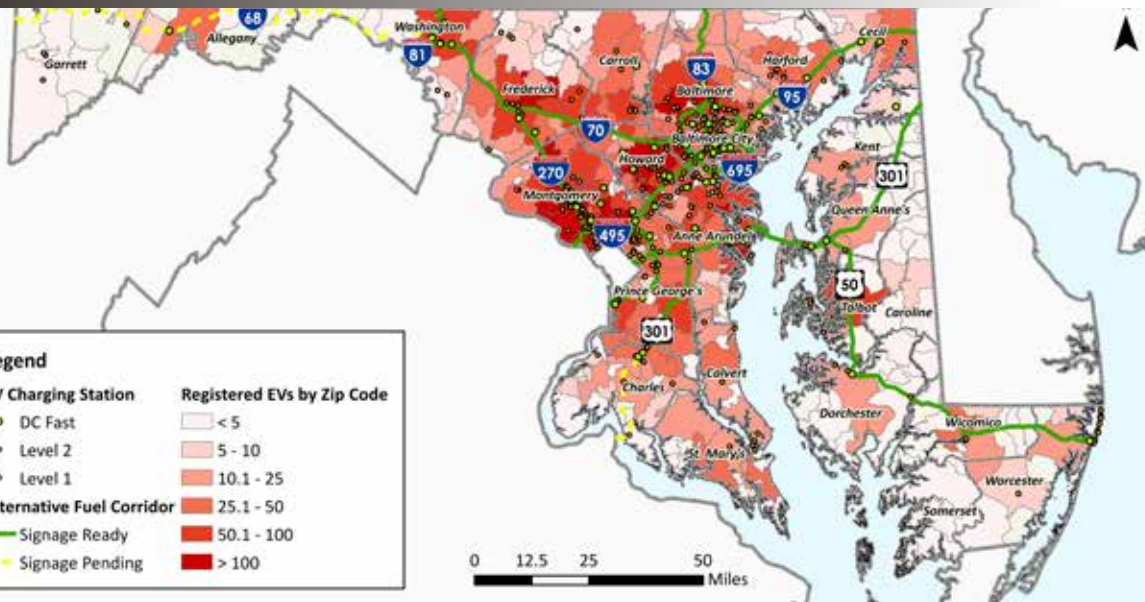 68
Washington
Allegany
Garrett
81
Cecil
Carroll
83
Harford
Frederick
Baltimore
95
70
Baltimore City
Kent
Howard
270
695
301
Montgomery
Queen Anne's
495
Anne Arundel
50
Prince George's
Talbot
Caroline
301
Calvert
Charles
Dorchester
Wicomico
St. Mary's
Worcester
Somerset
egend
/ Charging Station
DC Fast
Level 2
Level 1
ternative Fuel Corridor
Signage Ready
Signage Pending
Registered EVs by Zip Code
< 5
5 - 10
10.1 - 25
25.1 - 50
50.1 - 100
> 100
0 12.5 25 50
Miles